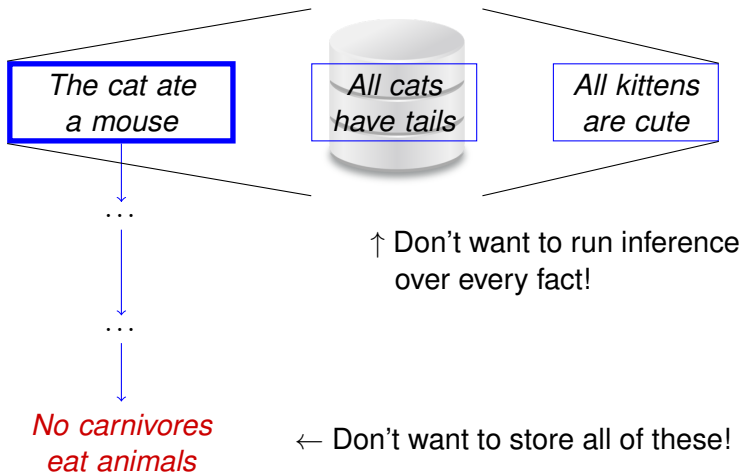 The cat ate
a mouse
All cats
have tails
All kittens
are cute
...
↑ Don't want to run inference
over every fact!
...
No carnivores
eat animals
← Don't want to store all of these!